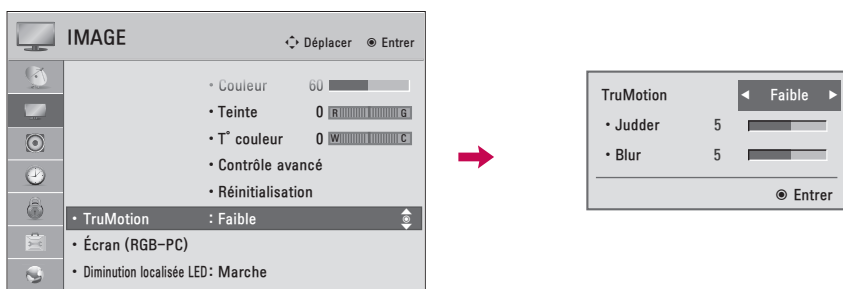 IMAGE
Déplacer
Entrer
• Couleur 60
• Teinte 0 R G
• T° couleur 0 W C
• Contrôle avancé
• Réinitialisation
• TruMotion : Faible
• Écran (RGB-PC)
• Diminution localisée LED : Marche
TruMotion ◄ Faible ►
• Judder 5
• Blur 5
Entrer